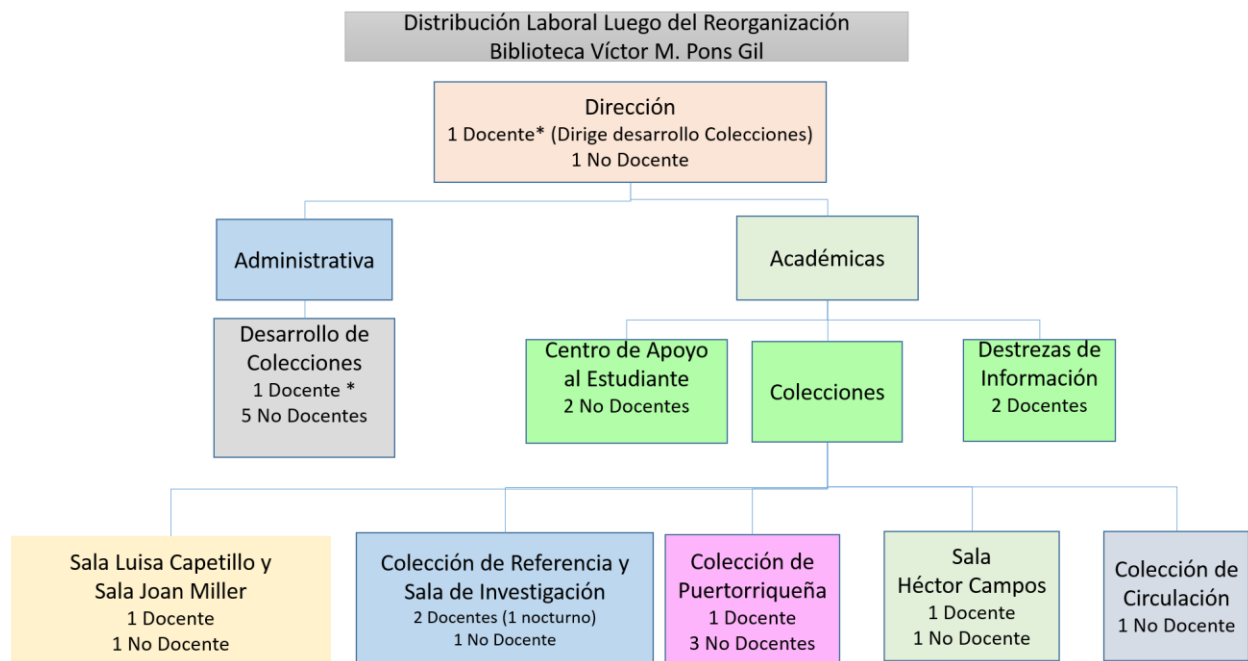 Distribución Laboral Luego del Reorganización
Biblioteca Víctor M. Pons Gil
Dirección
1 Docente* (Dirige desarrollo Colecciones)
1 No Docente
Administrativa
Académicas
Desarrollo de
Colecciones
1 Docente *
5 No Docentes
Centro de Apoyo
al Estudiante
2 No Docentes
Colecciones
Destrezas de
Información
2 Docentes
Sala Luisa Capetillo y
Sala Joan Miller
1 Docente
1 No Docente
Colección de Referencia y
Sala de Investigación
2 Docentes (1 nocturno)
1 No Docente
Colección de
Puertorriqueña
1 Docente
3 No Docentes
Sala
Héctor Campos
1 Docente
1 No Docente
Colección de
Circulación
1 No Docente